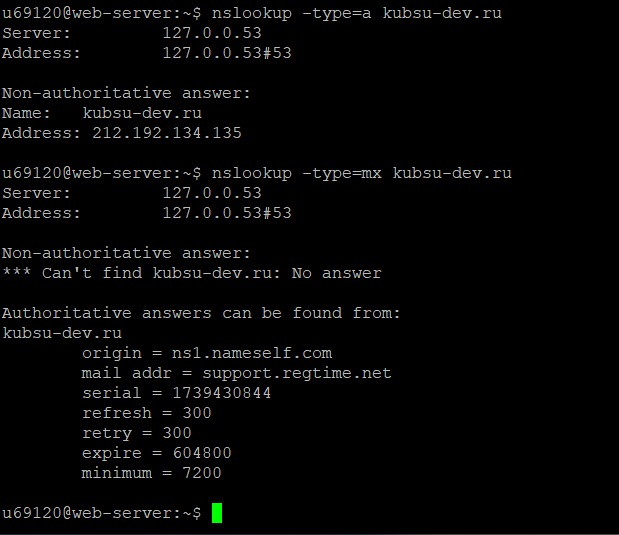 u69120@web-server:~$ nslookup -type=a kubsu-dev.ru
Server:         127.0.0.53
Address:        127.0.0.53#53

Non-authoritative answer:
Name:   kubsu-dev.ru
Address: 212.192.134.135

u69120@web-server:~$ nslookup -type=mx kubsu-dev.ru
Server:         127.0.0.53
Address:        127.0.0.53#53

Non-authoritative answer:
*** Can't find kubsu-dev.ru: No answer

Authoritative answers can be found from:
kubsu-dev.ru
        origin = ns1.nameself.com
        mail addr = support.regtime.net
        serial = 1739430844
        refresh = 300
        retry = 300
        expire = 604800
        minimum = 7200

u69120@web-server:~$